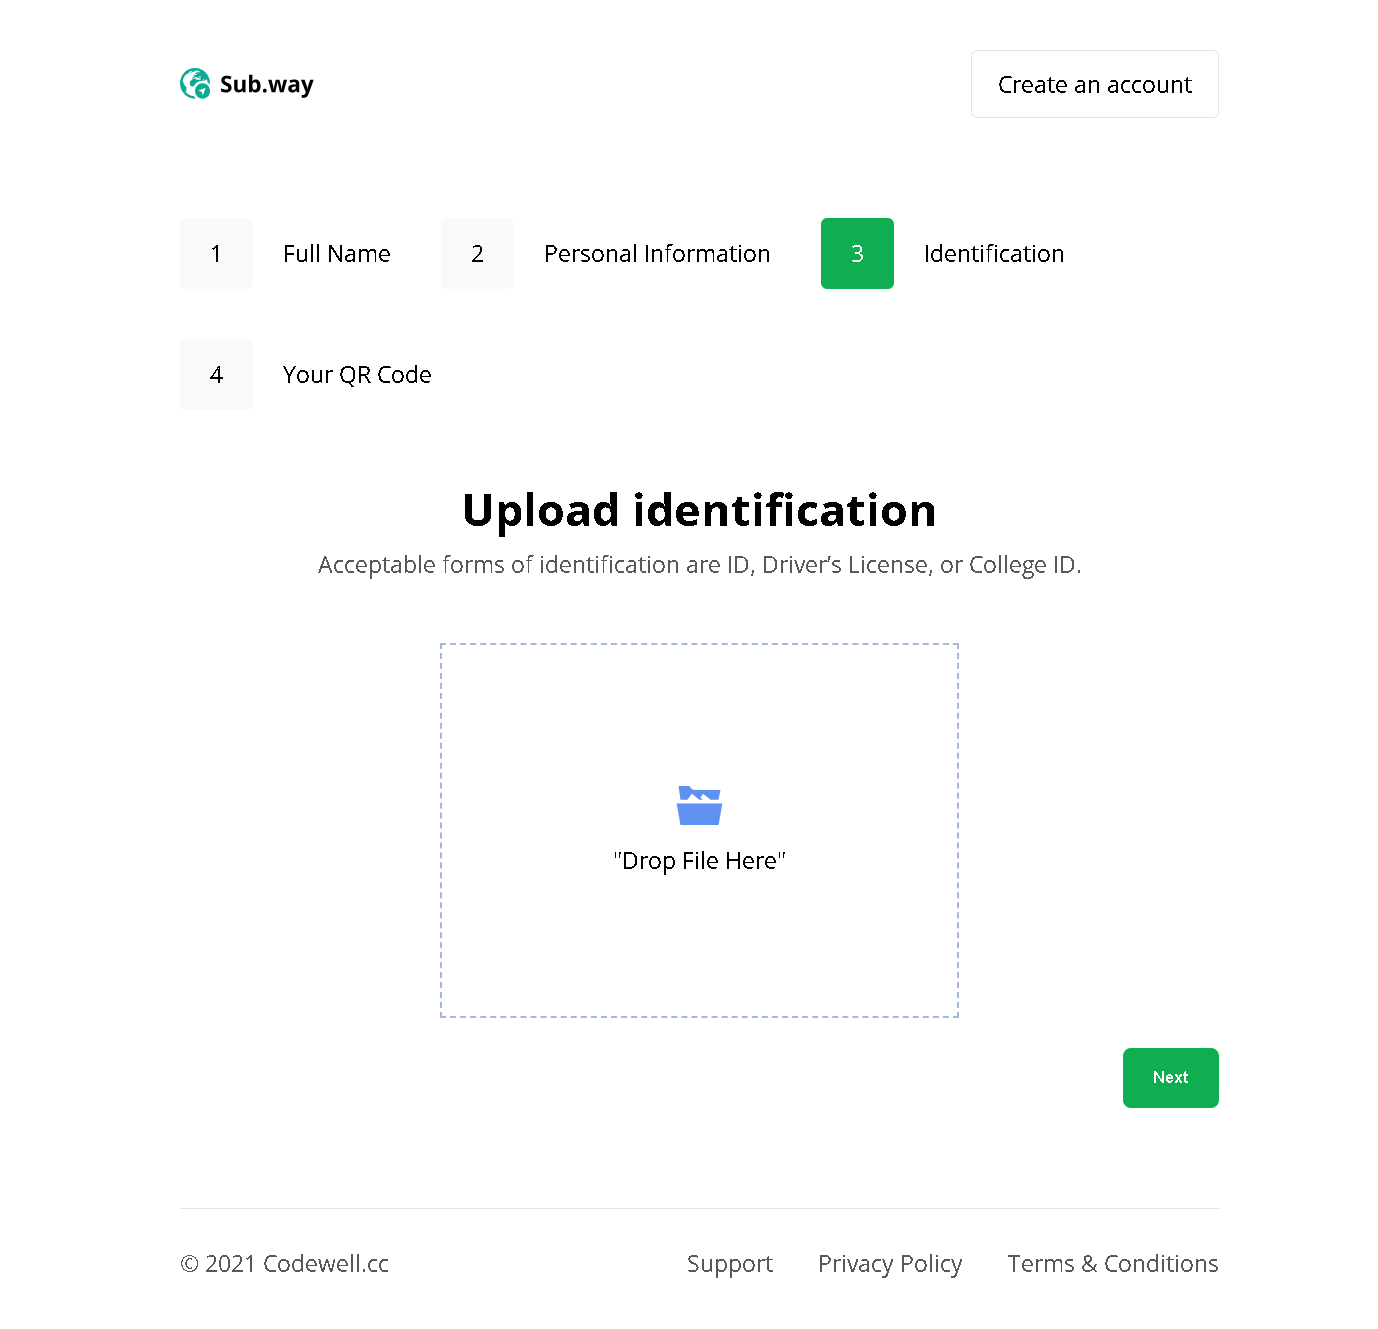 Sub.way
Create an account
1 Full Name 2 Personal Information 3 Identification
4 Your QR Code
Upload identification
Acceptable forms of identification are ID, Driver’s License, or College ID.
"Drop File Here"
Next
© 2021 Codewell.cc Support Privacy Policy Terms & Conditions